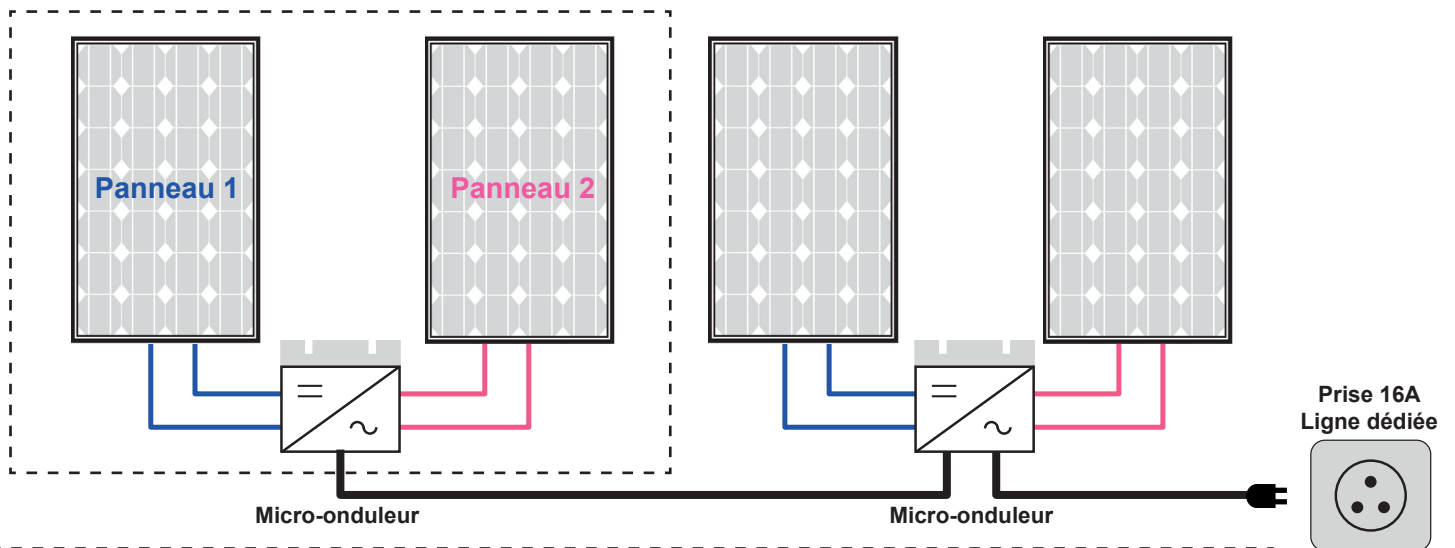 Panneau 1
Panneau 2
Prise 16A
Ligne dédiée
Micro-onduleur
Micro-onduleur